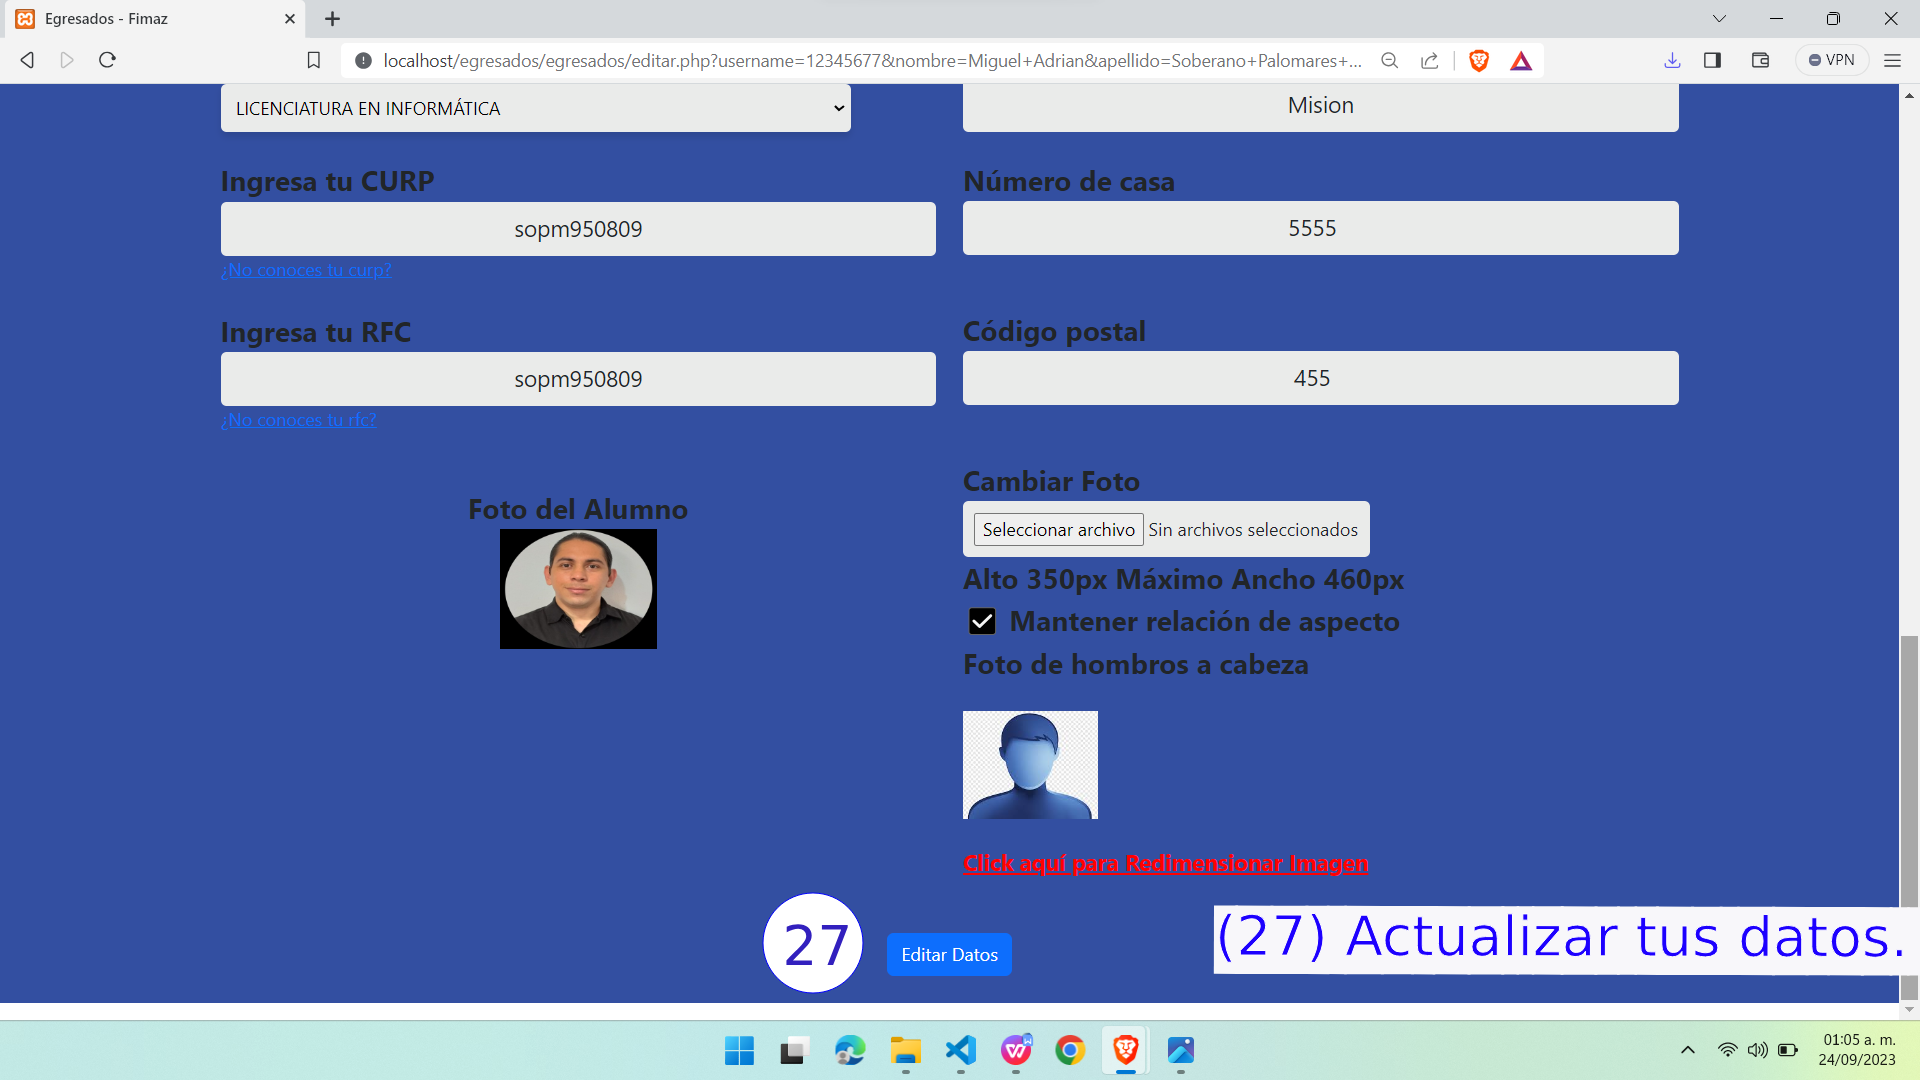 Egresados - Fimaz
localhost/egresados/egresados/editar.php?username=12345677&nombre=Miguel+Adrian&apellido=Soberano+Palomares+...
VPN
LICENCIATURA EN INFORMÁTICA
Mision
Ingresa tu CURP
Número de casa
sopm950809
5555
¿No conoces tu curp?
Ingresa tu RFC
Código postal
sopm950809
455
¿No conoces tu rfc?
Cambiar Foto
Foto del Alumno
Seleccionar archivo Sin archivos seleccionados
Alto 350px Máximo Ancho 460px
Mantener relación de aspecto
Foto de hombros a cabeza
Click aquí para Redimensionar Imagen
27
Editar Datos
(27) Actualizar tus datos.
01:05 a. m.
24/09/2023